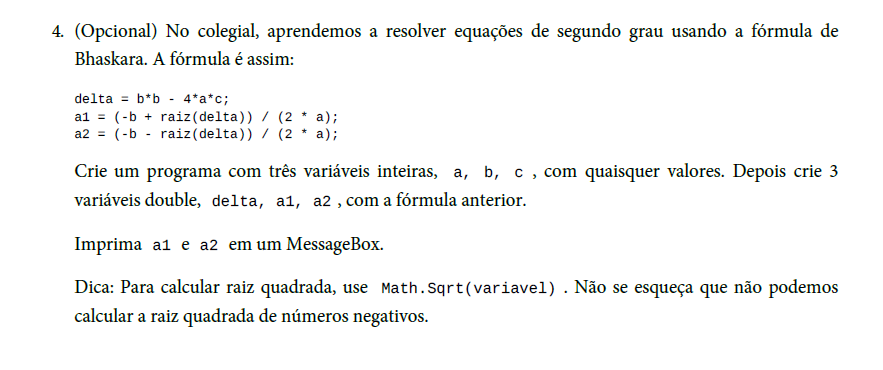 4. (Opcional) No colegial, aprendemos a resolver equações de segundo grau usando a fórmula de
Bhaskara. A fórmula é assim:
delta = b*b - 4*a*c;
a1 = (-b + raiz(delta)) / (2 * a);
a2 = (-b - raiz(delta)) / (2 * a);
Crie um programa com três variáveis inteiras, a, b, c , com quaisquer valores. Depois crie 3
variáveis double, delta, a1, a2 , com a fórmula anterior.
Imprima a1 e a2 em um MessageBox.
Dica: Para calcular raiz quadrada, use Math.Sqrt(variavel) . Não se esqueça que não podemos
calcular a raiz quadrada de números negativos.